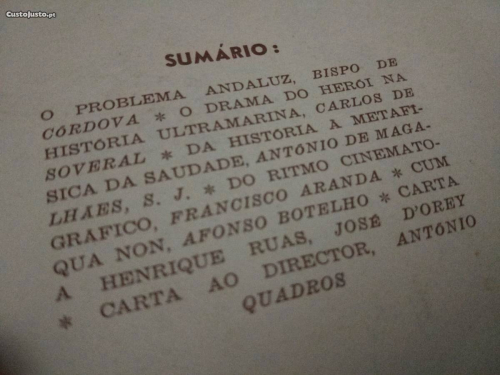 CustoJusto.pt
SUMÁRIO:
O PROBLEMA ANDALUZ, BISPO DE
CÓRDOVA * O DRAMA DO HERÓI NA
HISTÓRIA ULTRAMARINA, CARLOS DE
SOVERAL * DA HISTÓRIA À METAFI-
SICA DA SAUDADE, ANTÓNIO DE MAGA-
LHAES, S. J. * DO RITMO CINEMATO-
GRAFICO, FRANCISCO ARANDA * CUM
QUA NON, AFONSO BOTELHO * CARTA
A HENRIQUE RUAS, JOSÉ D'OREY
* CARTA AO DIRECTOR, ANTÓNIO
QUADROS